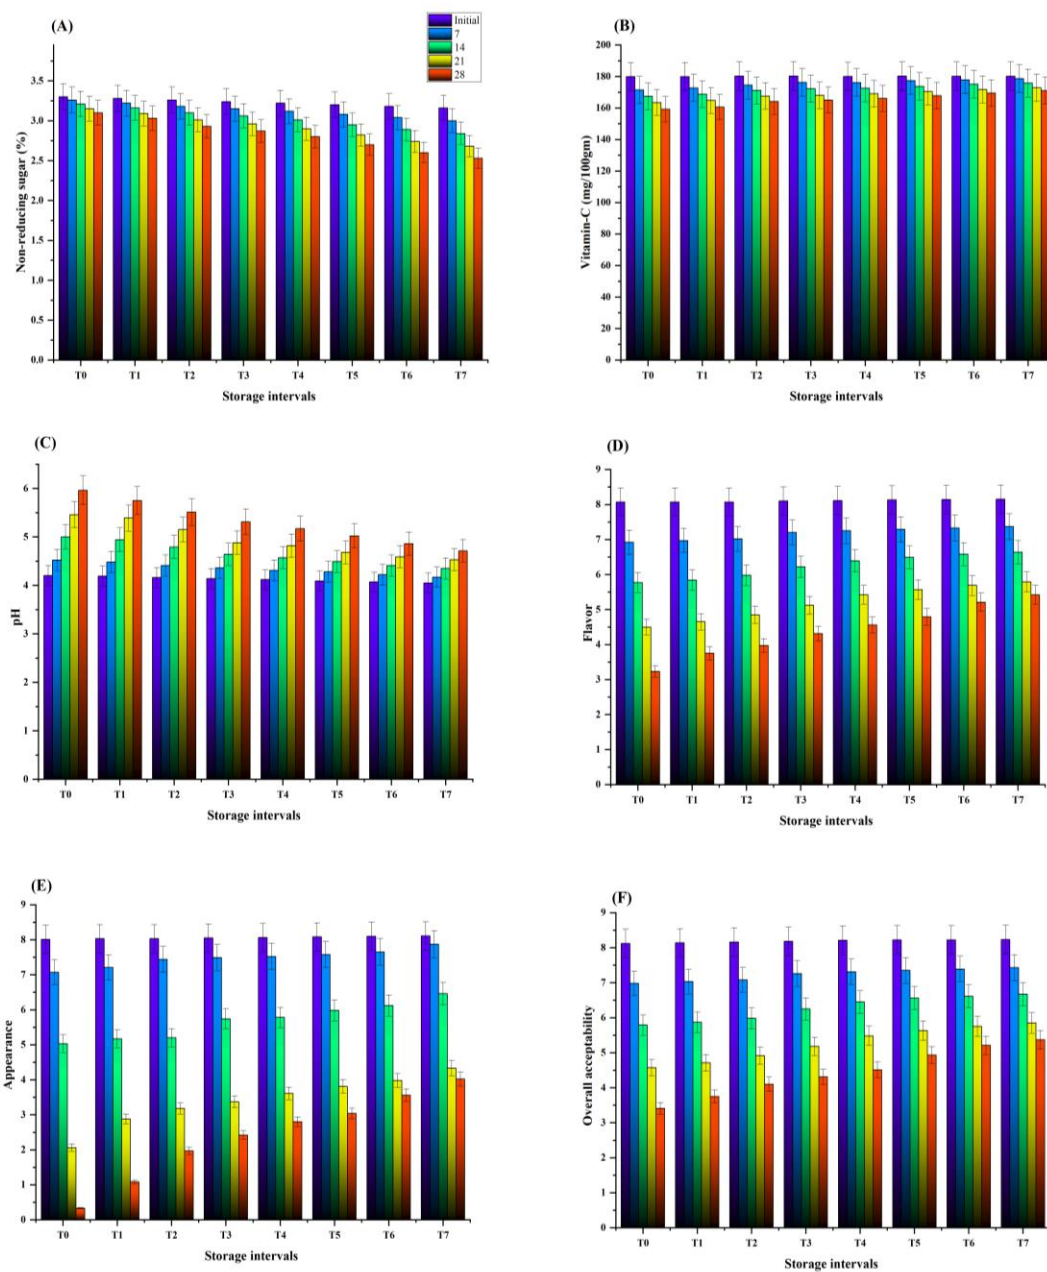 (A)
Initial
7
14
21
28
Non-reducing sugar (%)
3.5
3.0
2.5
2.0
1.5
1.0
0.5
0.0
T0 T1 T2 T3 T4 T5 T6 T7
Storage intervals
(B)
Vitamin-C (mg/100gm)
200
180
160
140
120
100
80
60
40
20
0
T0 T1 T2 T3 T4 T5 T6 T7
Storage intervals
(C)
pH
6
5
4
3
2
1
0
T0 T1 T2 T3 T4 T5 T6 T7
Storage intervals
(D)
Flavor
9
8
7
6
5
4
3
2
1
0
T0 T1 T2 T3 T4 T5 T6 T7
Storage intervals
(E)
Appearance
9
8
7
6
5
4
3
2
1
0
T0 T1 T2 T3 T4 T5 T6 T7
Storage intervals
(F)
Overall acceptability
9
8
7
6
5
4
3
2
1
0
T0 T1 T2 T3 T4 T5 T6 T7
Storage intervals